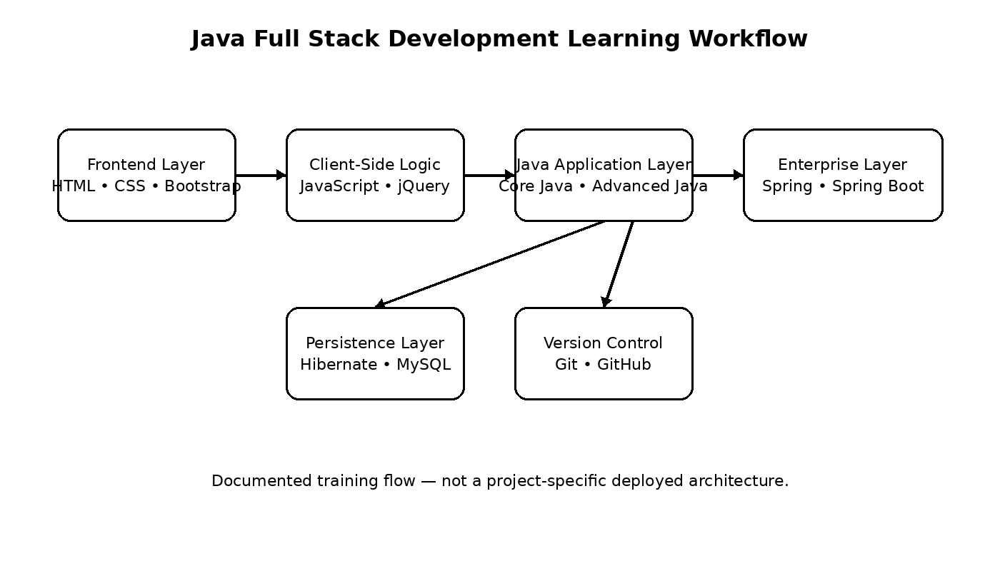 Java Full Stack Development Learning Workflow
Frontend Layer
HTML • CSS • Bootstrap
Client-Side Logic
JavaScript • jQuery
Java Application Layer
Core Java • Advanced Java
Enterprise Layer
Spring • Spring Boot
Persistence Layer
Hibernate • MySQL
Version Control
Git • GitHub
Documented training flow — not a project-specific deployed architecture.